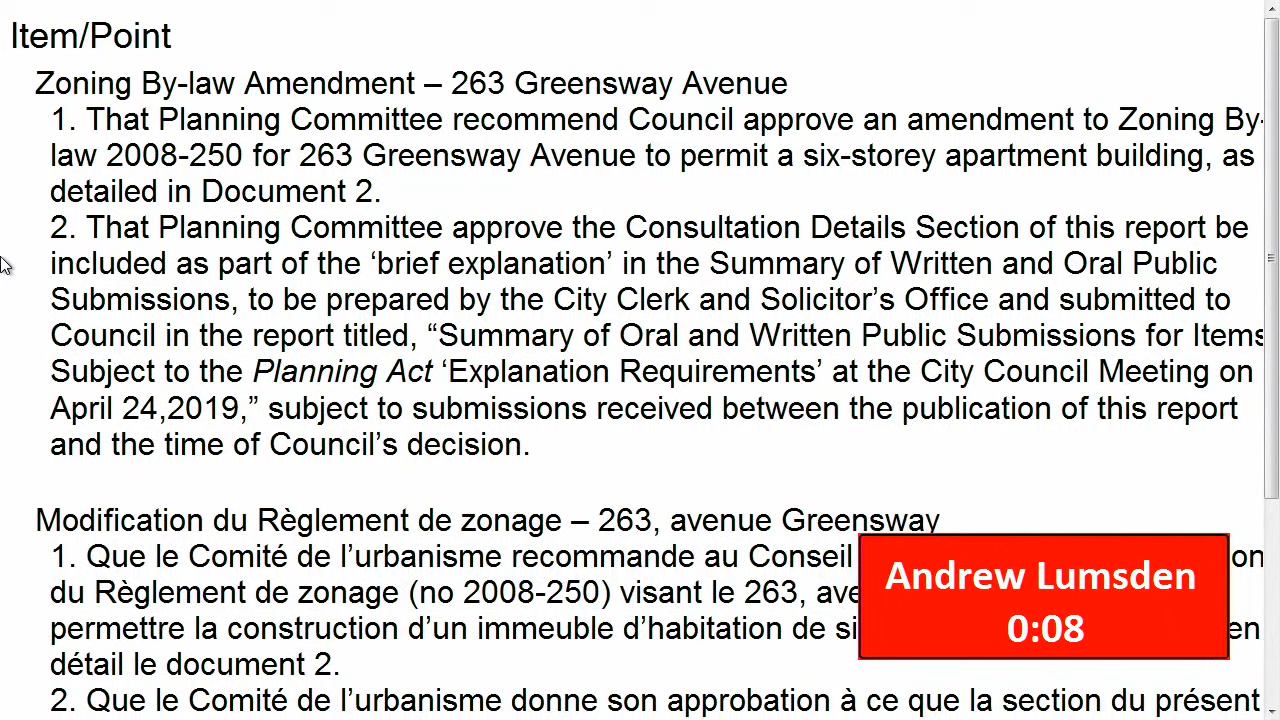 Item/Point
Zoning By-law Amendment – 263 Greensway Avenue
1. That Planning Committee recommend Council approve an amendment to Zoning By-
law 2008-250 for 263 Greensway Avenue to permit a six-storey apartment building, as
detailed in Document 2.
2. That Planning Committee approve the Consultation Details Section of this report be
included as part of the ‘brief explanation’ in the Summary of Written and Oral Public
Submissions, to be prepared by the City Clerk and Solicitor’s Office and submitted to
Council in the report titled, “Summary of Oral and Written Public Submissions for Items
Subject to the Planning Act ‘Explanation Requirements’ at the City Council Meeting on
April 24,2019,” subject to submissions received between the publication of this report
and the time of Council’s decision.
Modification du Règlement de zonage – 263, avenue Greensway
1. Que le Comité de l’urbanisme recommande au Conseil
du Règlement de zonage (no 2008-250) visant le 263,
permettre la construction d’un immeuble d’habitation de
détail le document 2.
2. Que le Comité de l’urbanisme donne son approbation à ce que la section du présent
Andrew Lumsden
0:08